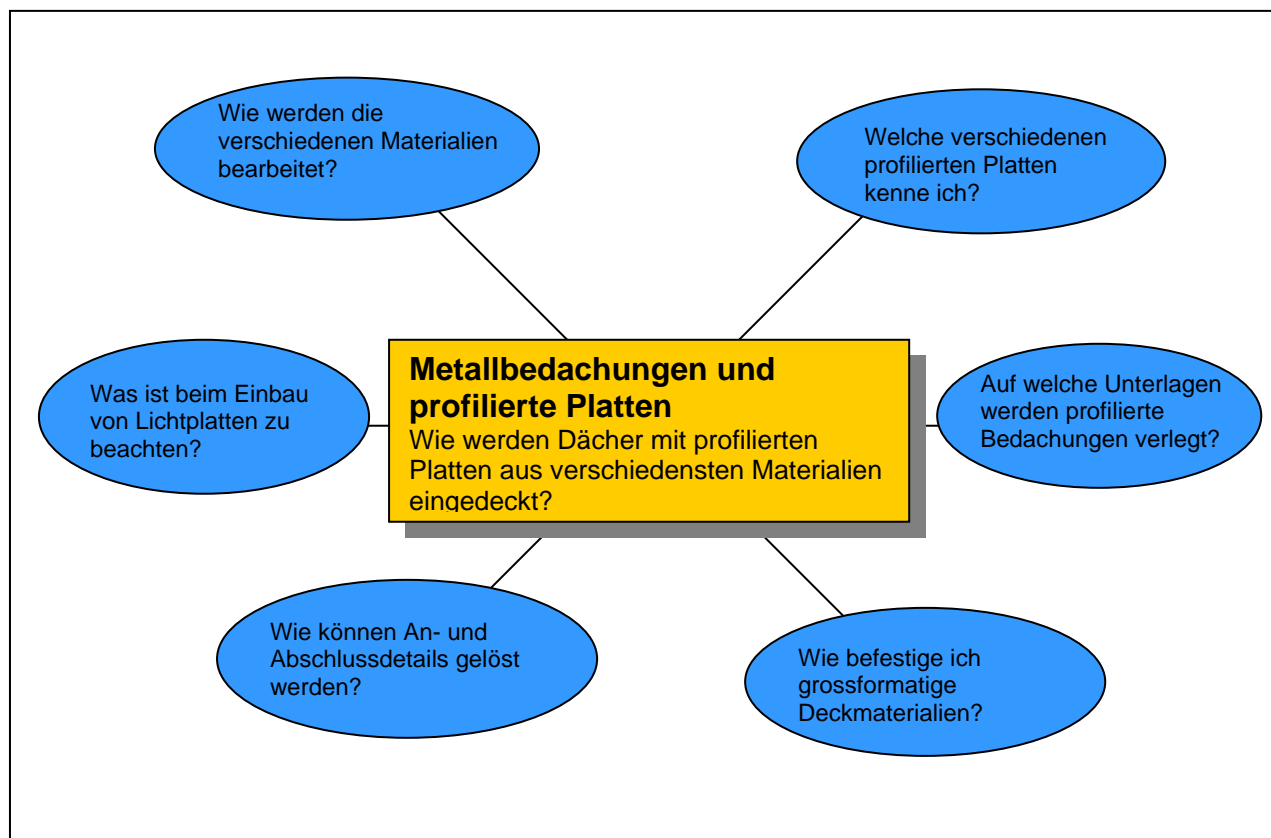 Wie werden die
verschiedenen Materialien
bearbeitet?
Welche verschiedenen
profilierten Platten
kenne ich?
Metallbedachungen und
profilierte Platten
Wie werden Dächer mit profilierten
Platten aus verschiedensten Materialien
eingedeckt?
Was ist beim Einbau
von Lichtplatten zu
beachten?
Auf welche Unterlagen
werden profilierte
Bedachungen verlegt?
Wie können An- und
Abschlussdetails gelöst
werden?
Wie befestige ich
grossformatige
Deckmaterialien?